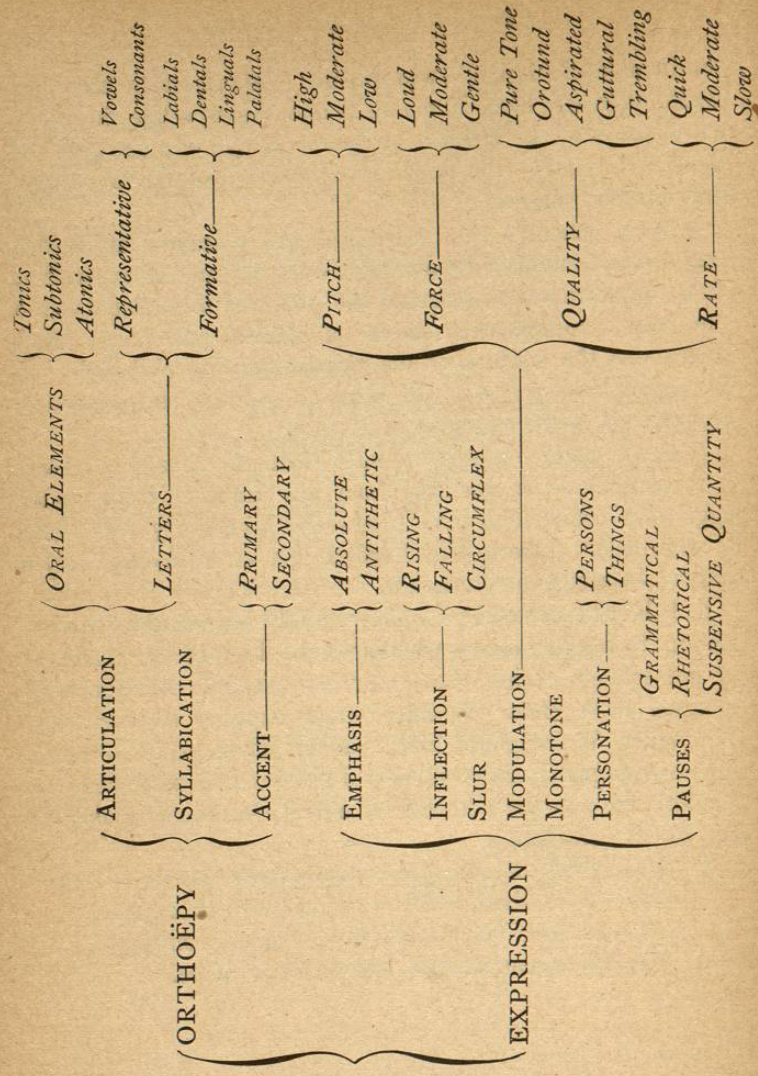 ORTHOËPY
ARTICULATION
ORAL ELEMENTS
Tonics
Subtonics
Atonics
LETTERS
Representative
Vowels
Consonants
Formative
Labials
Dentals
Linguals
Palatals
SYLLABICATION
ACCENT
PRIMARY
SECONDARY
EXPRESSION
EMPHASIS
ABSOLUTE
ANTITHETIC
INFLECTION
RISING
FALLING
CIRCUMFLEX
SLUR
MODULATION
PITCH
High
Moderate
Low
FORCE
Loud
Moderate
Gentle
QUALITY
Pure Tone
Orotund
Aspirated
Guttural
Trembling
RATE
Quick
Moderate
Slow
MONOTONE
PERSONATION
PERSONS
THINGS
PAUSES
GRAMMATICAL
RHETORICAL
SUSPENSIVE QUANTITY